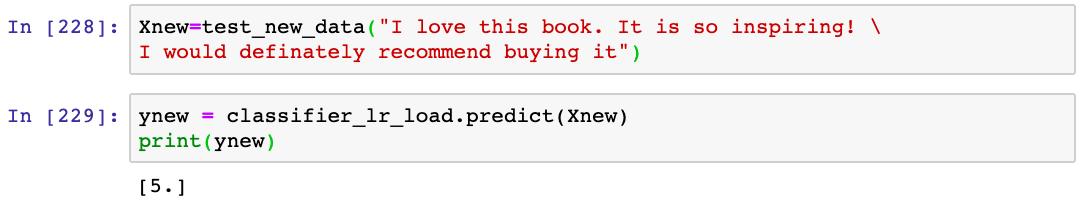 In [228]: Xnew=test_new_data("I love this book. It is so inspiring! \
I would definately recommend buying it")
In [229]: ynew = classifier_lr_load.predict(Xnew)
print(ynew)
[5.]